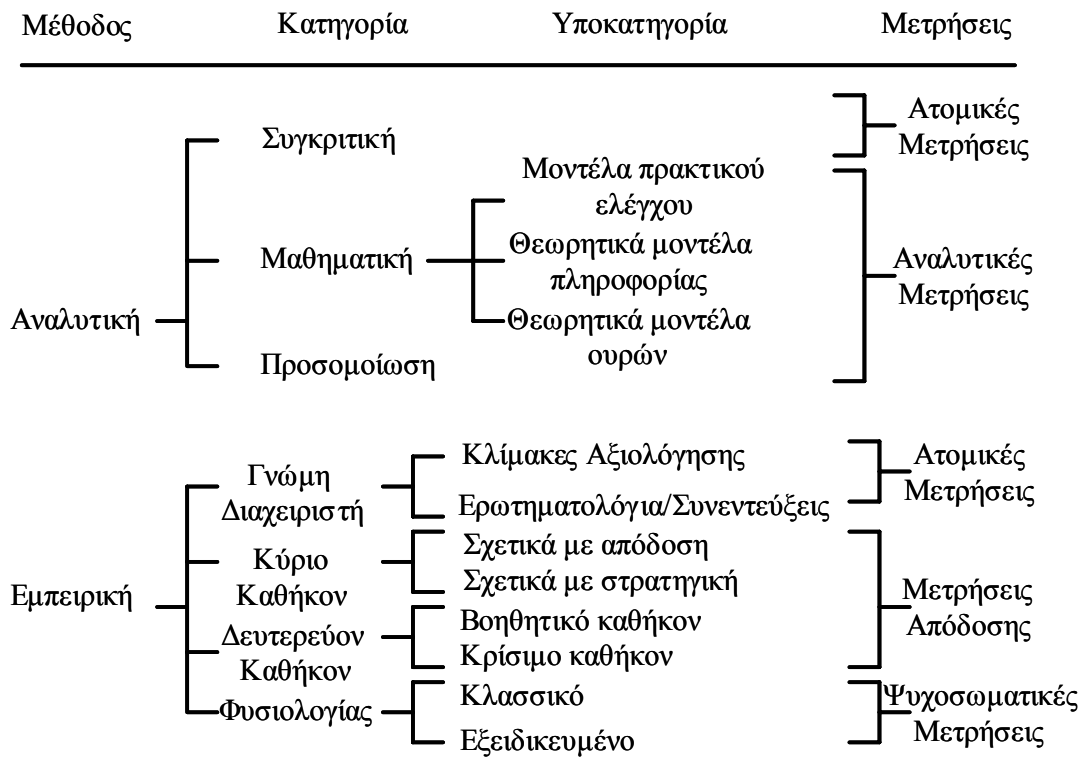 Μέθοδος Κατηγορία Υποκατηγορία Μετρήσεις
Ατομικές
Μετρήσεις
Συγκριτική
Μοντέλα πρακτικού
ελέγχου
Μαθηματική
Θεωρητικά μοντέλα
πληροφορίας
Αναλυτικές
Μετρήσεις
Αναλυτική
Θεωρητικά μοντέλα
ουρών
Προσομοίωση
Γνώμη
Διαχειριστή
Κλίμακες Αξιολόγησης
Ερωτηματολόγια/Συνεντεύξεις
Ατομικές
Μετρήσεις
Κύριο
Καθήκον
Σχετικά με απόδοση
Σχετικά με στρατηγική
Εμπειρική
Μετρήσεις
Απόδοσης
Δευτερεύον
Καθήκον
Βοηθητικό καθήκον
Κρίσιμο καθήκον
Φυσιολογίας
Κλασσικό
Εξειδικευμένο
Ψυχοσωματικές
Μετρήσεις